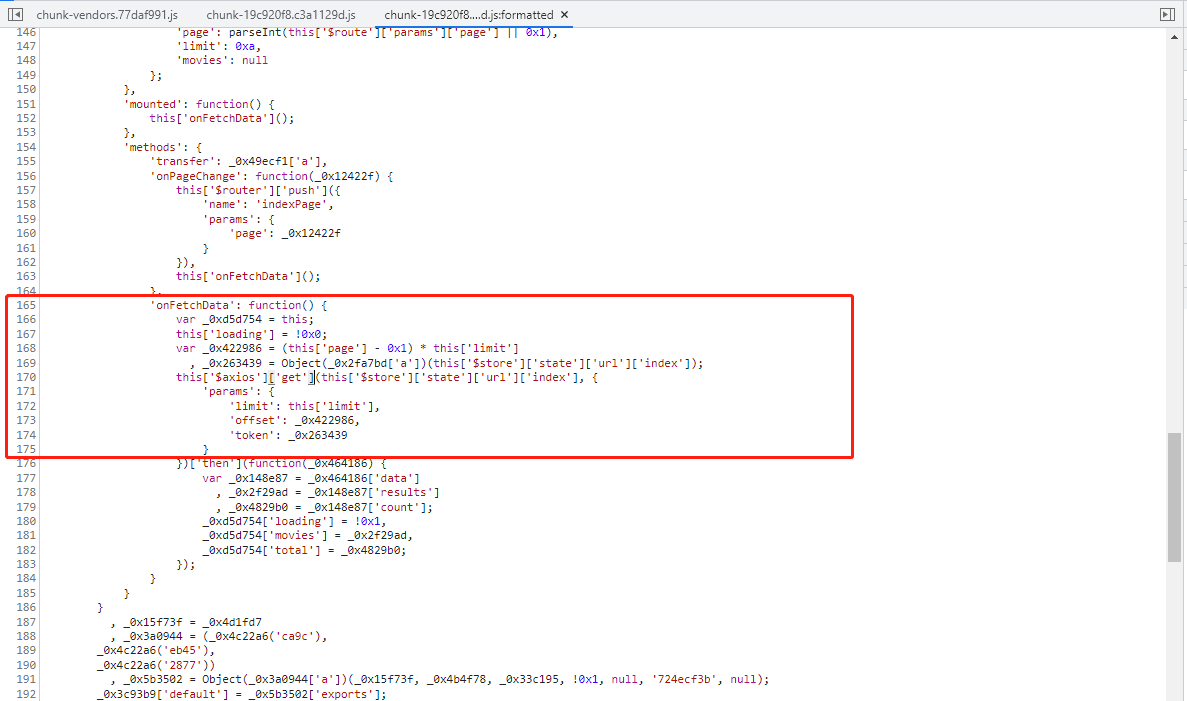 chunk-vendors.77daf991.js chunk-19c920f8.c3a1129d.js chunk-19c920f8....d.js:formatted ×
146 'page': parseInt(this['$route']['params']['page'] || 0x1),
147 'limit': 0xa,
148 'movies': null
149 };
150 },
151 'mounted': function() {
152 this['onFetchData']();
153 },
154 'methods': {
155 'transfer': _0x49ecf1['a'],
156 'onPageChange': function(_0x12422f) {
157 this['$router']['push']({
158 'name': 'indexPage',
159 'params': {
160 'page': _0x12422f
161 }
162 }),
163 this['onFetchData']();
164 },
165 'onFetchData': function() {
166 var _0xd5d754 = this;
167 this['loading'] = !0x0;
168 var _0x422986 = (this['page'] - 0x1) * this['limit']
169 , _0x263439 = Object(_0x2fa7bd['a'])(this['$store']['state']['url']['index']);
170 this['$axios']['get'](this['$store']['state']['url']['index'], {
171 'params': {
172 'limit': this['limit'],
173 'offset': _0x422986,
174 'token': _0x263439
175 }
176 })['then'](function(_0x464186) {
177 var _0x148e87 = _0x464186['data']
178 , _0x2f29ad = _0x148e87['results']
179 , _0x4829b0 = _0x148e87['count'];
180 _0xd5d754['loading'] = !0x1,
181 _0xd5d754['movies'] = _0x2f29ad,
182 _0xd5d754['total'] = _0x4829b0;
183 });
184 }
185 }
186 }
187 , _0x15f73f = _0x4d1fd7
188 , _0x3a0944 = (_0x4c22a6('ca9c'),
189 _0x4c22a6('eb45'),
190 _0x4c22a6('2877'))
191 , _0x5b3502 = Object(_0x3a0944['a'])(_0x15f73f, _0x4b4f78, _0x33c195, !0x1, null, '724ecf3b', null);
192 _0x3c93b9['default'] = _0x5b3502['exports'];